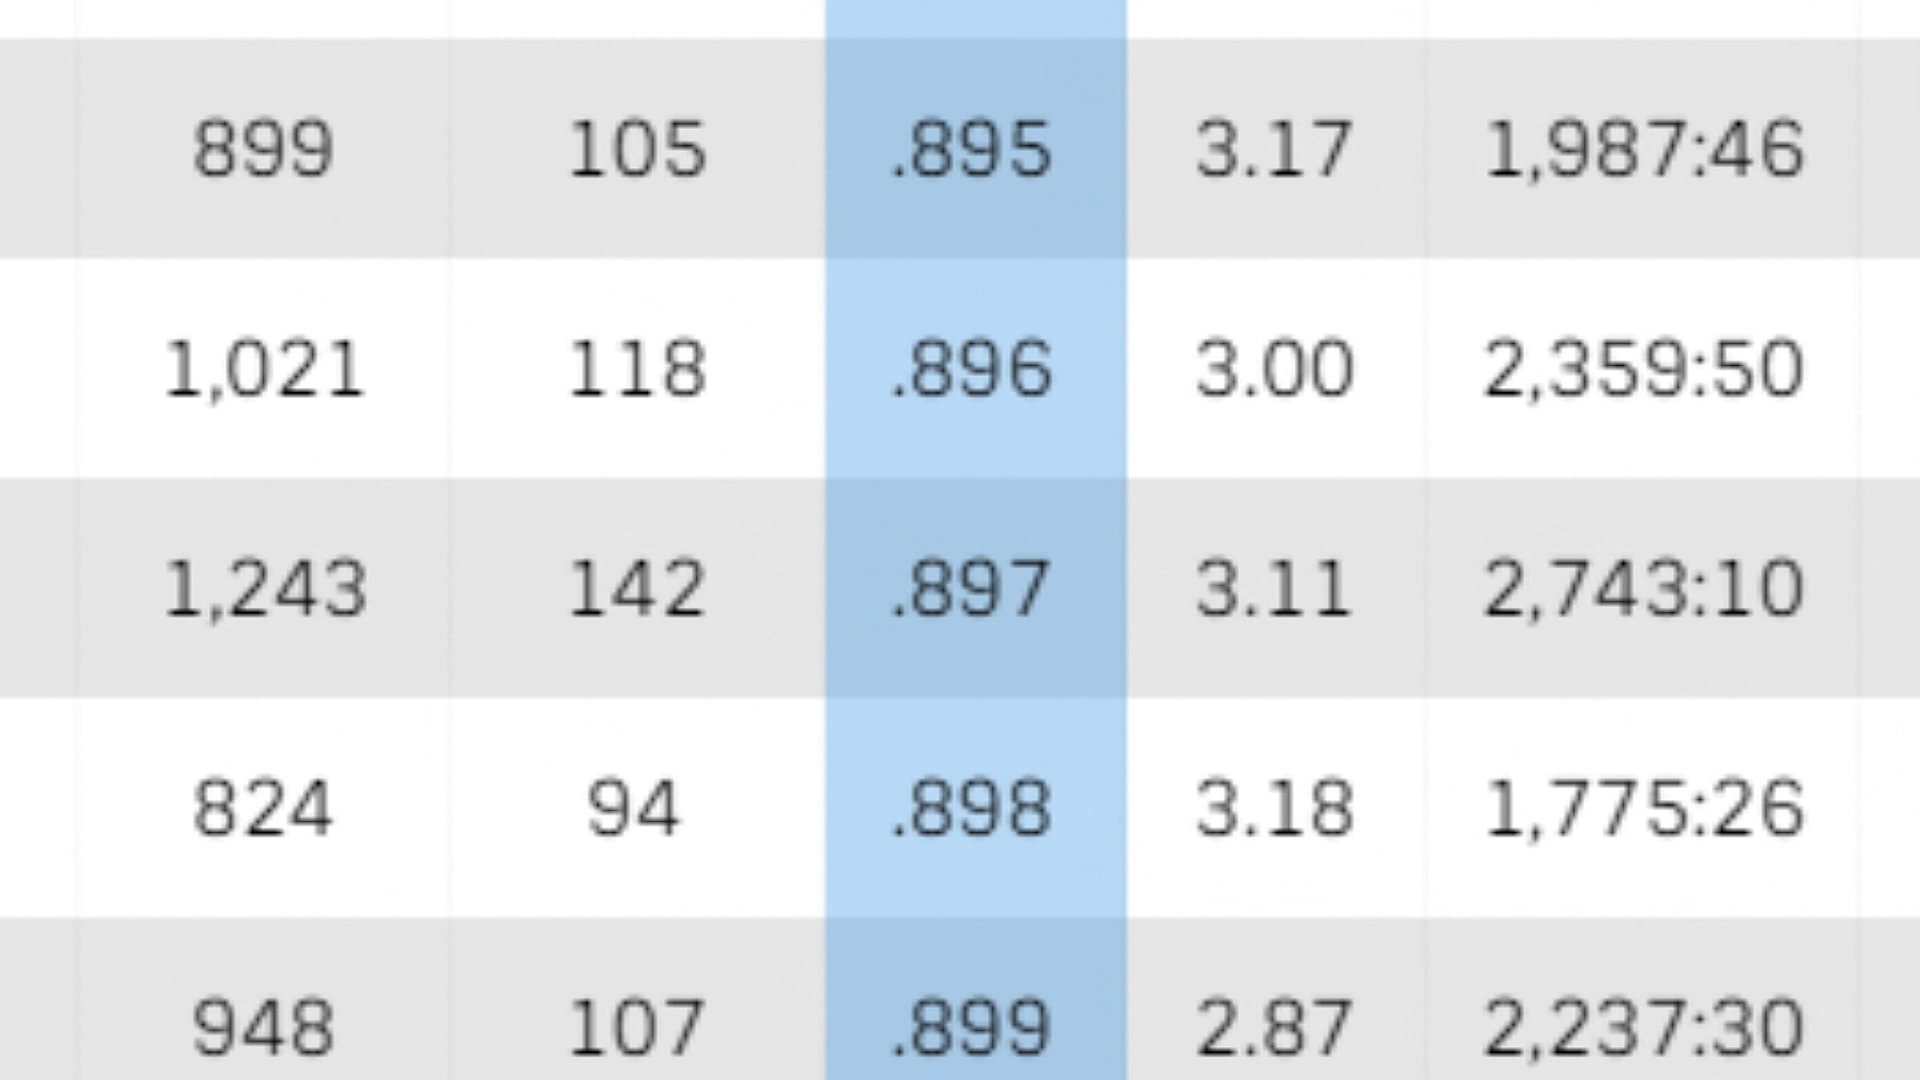 899 105 .895 3.17 1,987:46
1,021 118 .896 3.00 2,359:50
1,243 142 .897 3.11 2,743:10
824 94 .898 3.18 1,775:26
948 107 .899 2.87 2,237:30